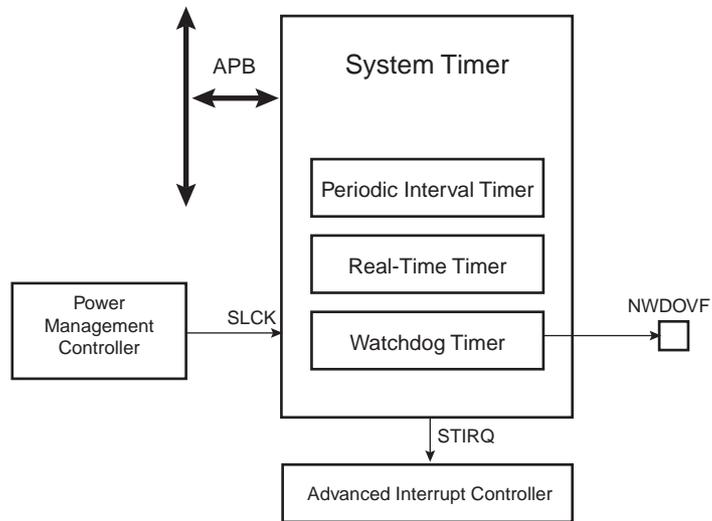 APB
System Timer
Periodic Interval Timer
Real-Time Timer
Power
Management
Controller
SLCK
Watchdog Timer
NWDOVF
STIRQ
Advanced Interrupt Controller